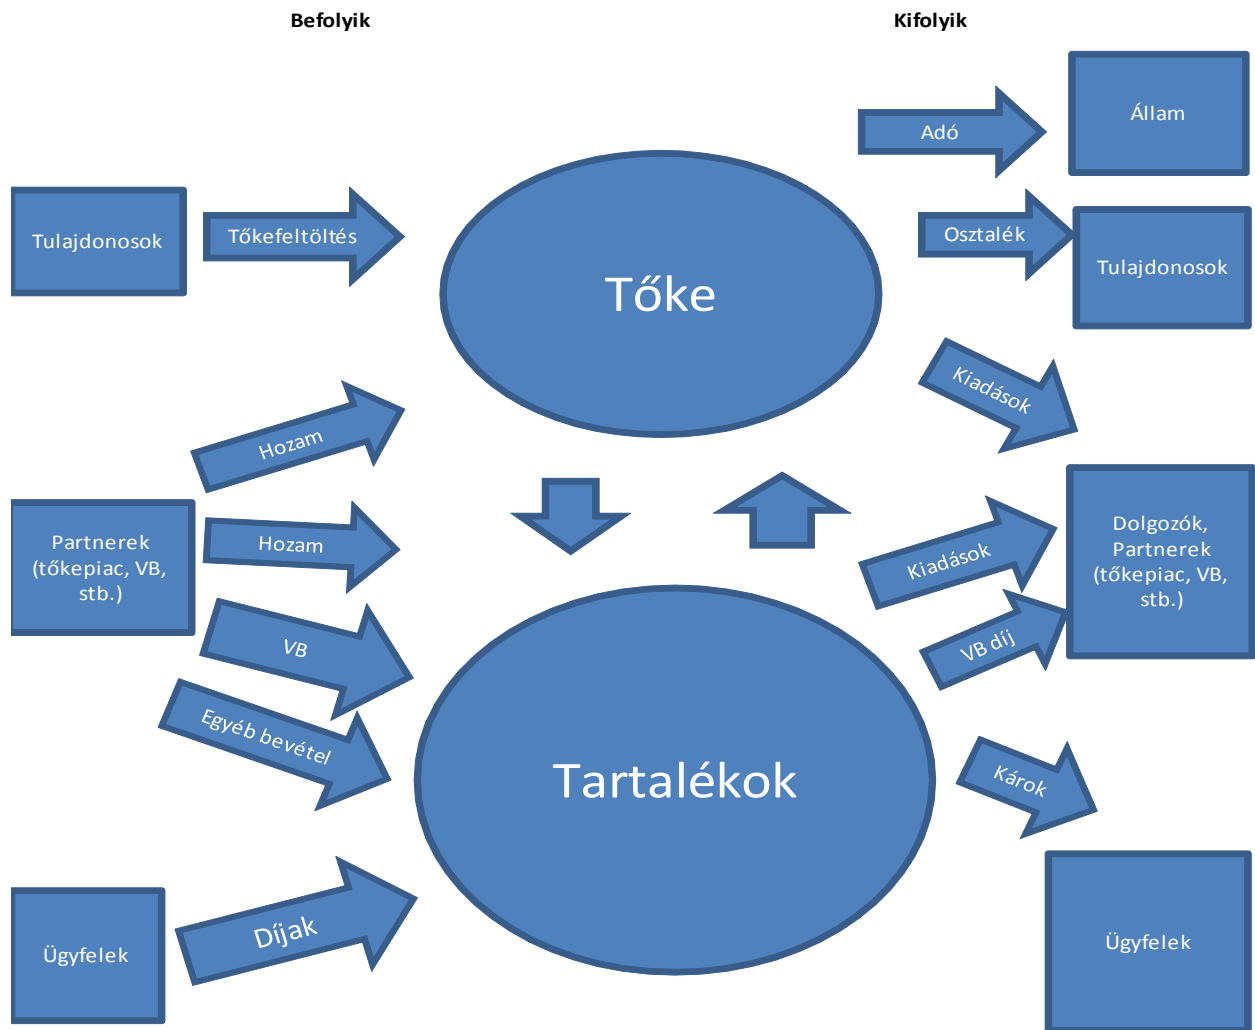 Befolyik
Kifolyik
Adó
Állam
Tulajdonosok
Tőkefeltöltés
Tőke
Osztalék
Tulajdonosok
Kiadások
Hozam
Partnerek
(tőkepiac, VB,
stb.)
Hozam
VB
Egyéb bevétel
Kiadások
VB díj
Dolgozók,
Partnerek
(tőkepiac, VB,
stb.)
Tartalékok
Károk
Ügyfelek
Díjak
Ügyfelek